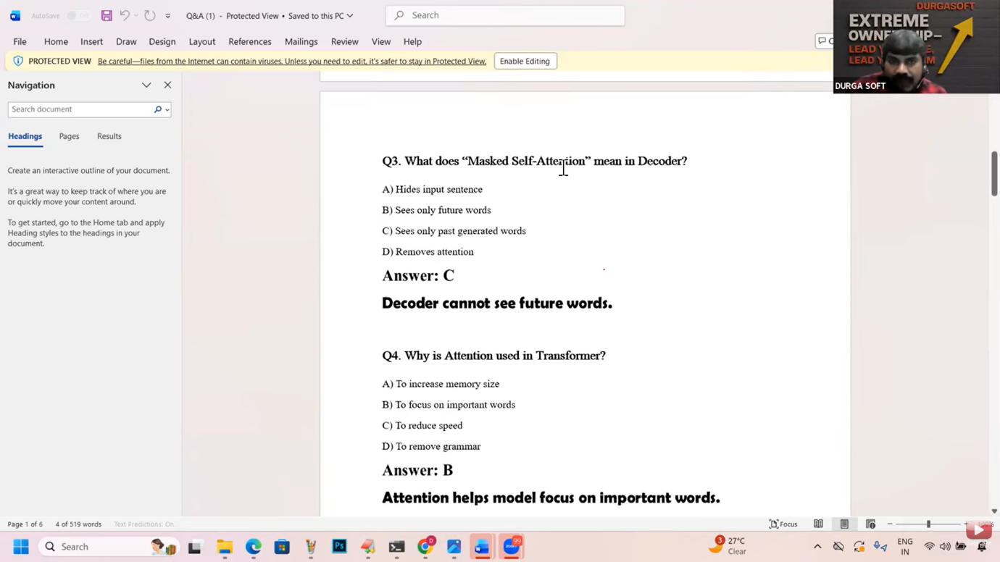 AutoSave Off
Q&A (1) - Protected View • Saved to this PC
Search
DURGASOFT
EXTREME
OWNERSHIP–
DURGA SOFT
File Home Insert Draw Design Layout References Mailings Review View Help
PROTECTED VIEW Be careful—files from the Internet can contain viruses. Unless you need to edit, it's safer to stay in Protected View. Enable Editing
Navigation
Search document
Headings Pages Results
Create an interactive outline of your document.
It's a great way to keep track of where you are
or quickly move your content around.
To get started, go to the Home tab and apply
Heading styles to the headings in your
document.
Q3. What does “Masked Self-Attention” mean in Decoder?
A) Hides input sentence
B) Sees only future words
C) Sees only past generated words
D) Removes attention
Answer: C
Decoder cannot see future words.
Q4. Why is Attention used in Transformer?
A) To increase memory size
B) To focus on important words
C) To reduce speed
D) To remove grammar
Answer: B
Attention helps model focus on important words.
Page 1 of 6 4 of 519 words Text Predictions: On
Focus
Search
99
3
27°C
Clear
ENG
IN